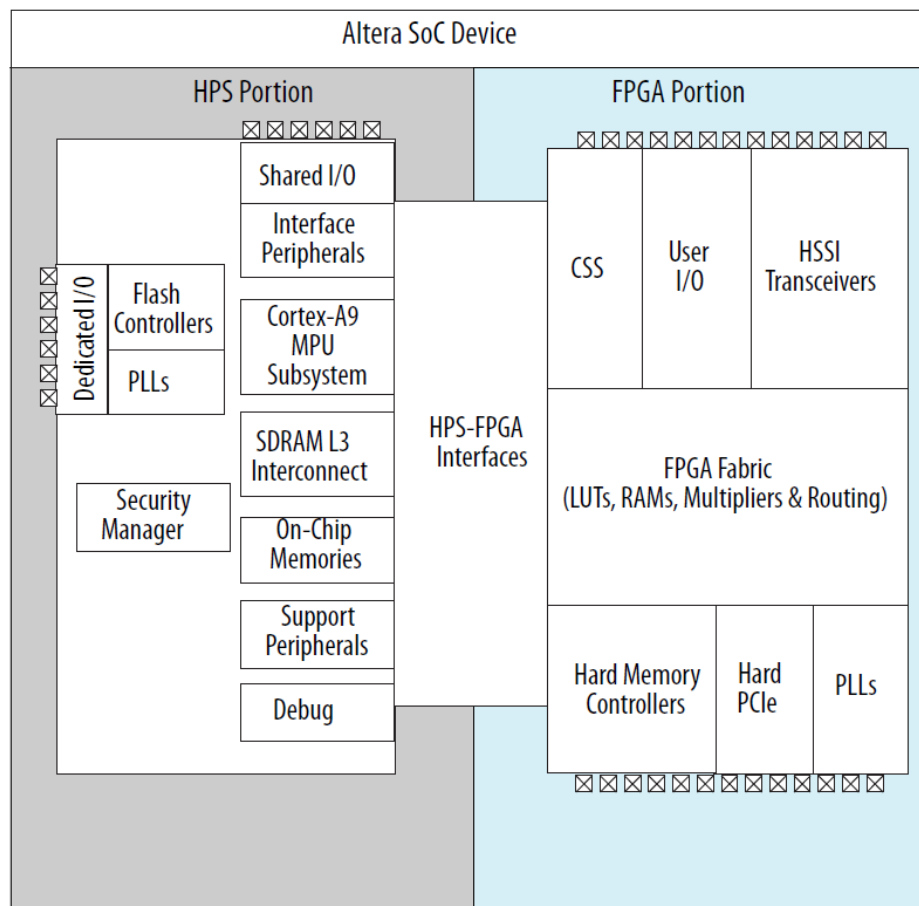 Altera SoC Device
HPS Portion
FPGA Portion
Shared I/O
Interface
Peripherals
Dedicated I/O
Flash
Controllers
PLLs
Cortex-A9
MPU
Subsystem
SDRAM L3
Interconnect
Security
Manager
On-Chip
Memories
Support
Peripherals
Debug
HPS-FPGA
Interfaces
CSS
User
I/O
HSSI
Transceivers
FPGA Fabric
(LUTs, RAMs, Multipliers & Routing)
Hard Memory
Controllers
Hard
PCIe
PLLs